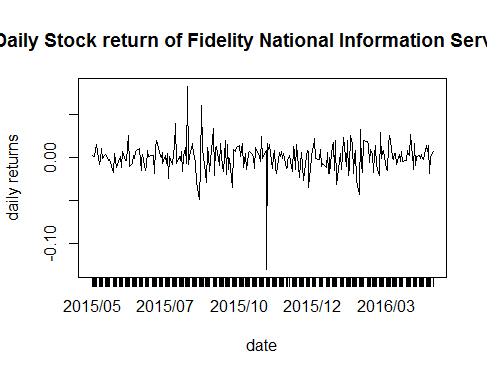 Daily Stock return of Fidelity National Information Serv
daily returns
0.00
-0.10
2015/05 2015/07 2015/10 2015/12 2016/03
date